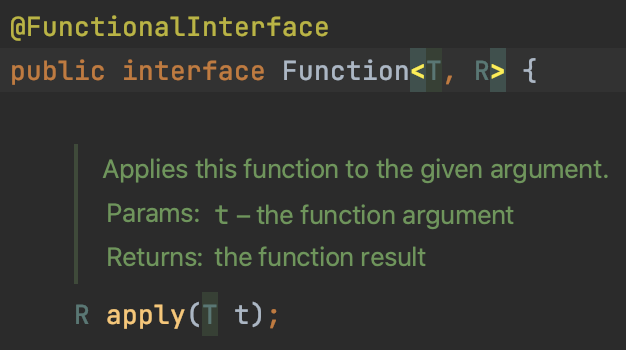 @FunctionalInterface
public interface Function<T, R> {
Applies this function to the given argument.
Params: t – the function argument
Returns: the function result
R apply(T t);